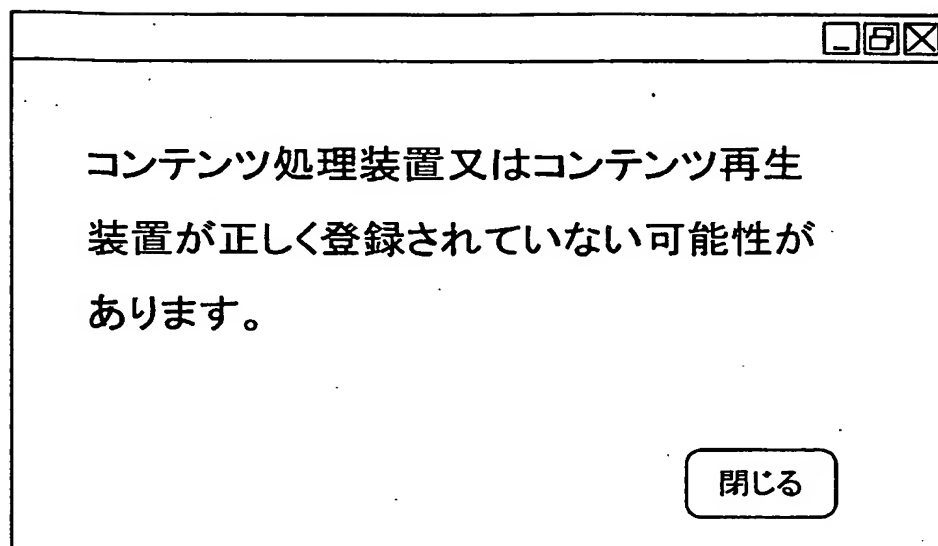 コンテンツ処理装置又はコンテンツ再生
装置が正しく登録されていない可能性が
あります。
閉じる